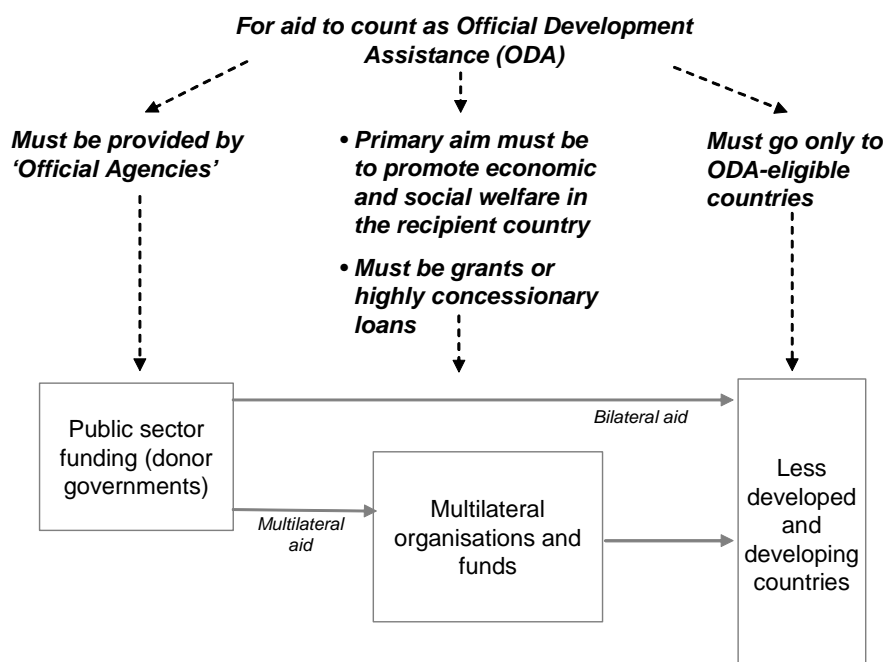 For aid to count as Official Development
Assistance (ODA)
Must be provided by
‘Official Agencies’
• Primary aim must be
to promote economic
and social welfare in
the recipient country
• Must be grants or
highly concessionary
loans
Must go only to
ODA-eligible
countries
Public sector
funding (donor
governments)
Bilateral aid
Multilateral
aid
Multilateral
organisations and
funds
Less
developed
and
developing
countries